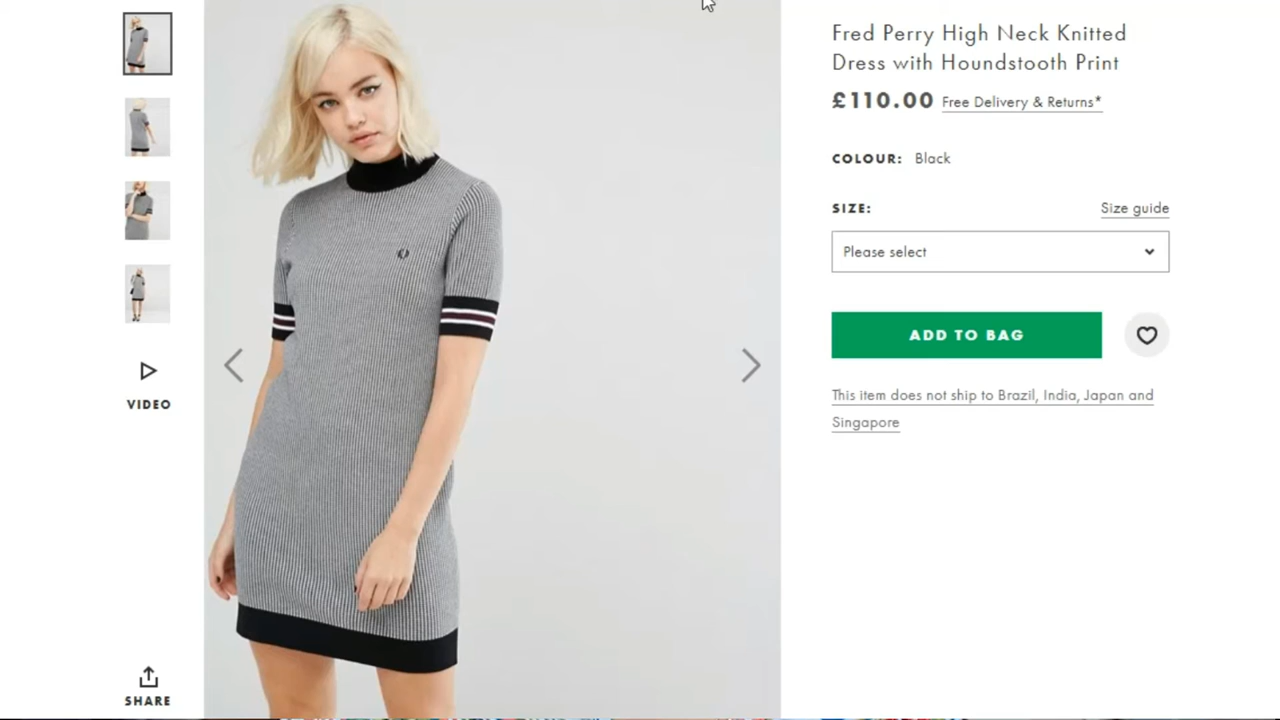 Fred Perry High Neck Knitted
Dress with Houndstooth Print
£110.00 Free Delivery & Returns*
COLOUR: Black
SIZE: Size guide
Please select
ADD TO BAG
This item does not ship to Brazil, India, Japan and
Singapore
VIDEO
SHARE